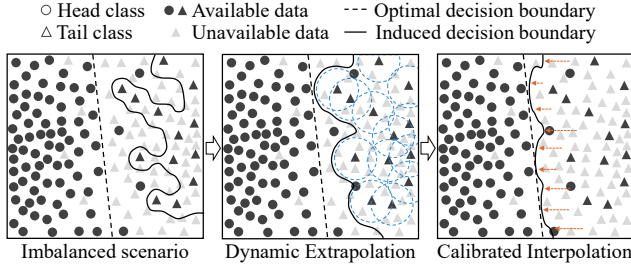 Head class Available data Optimal decision boundary
Tail class Unavailable data Induced decision boundary
Imbalanced scenario Dynamic Extrapolation Calibrated Interpolation